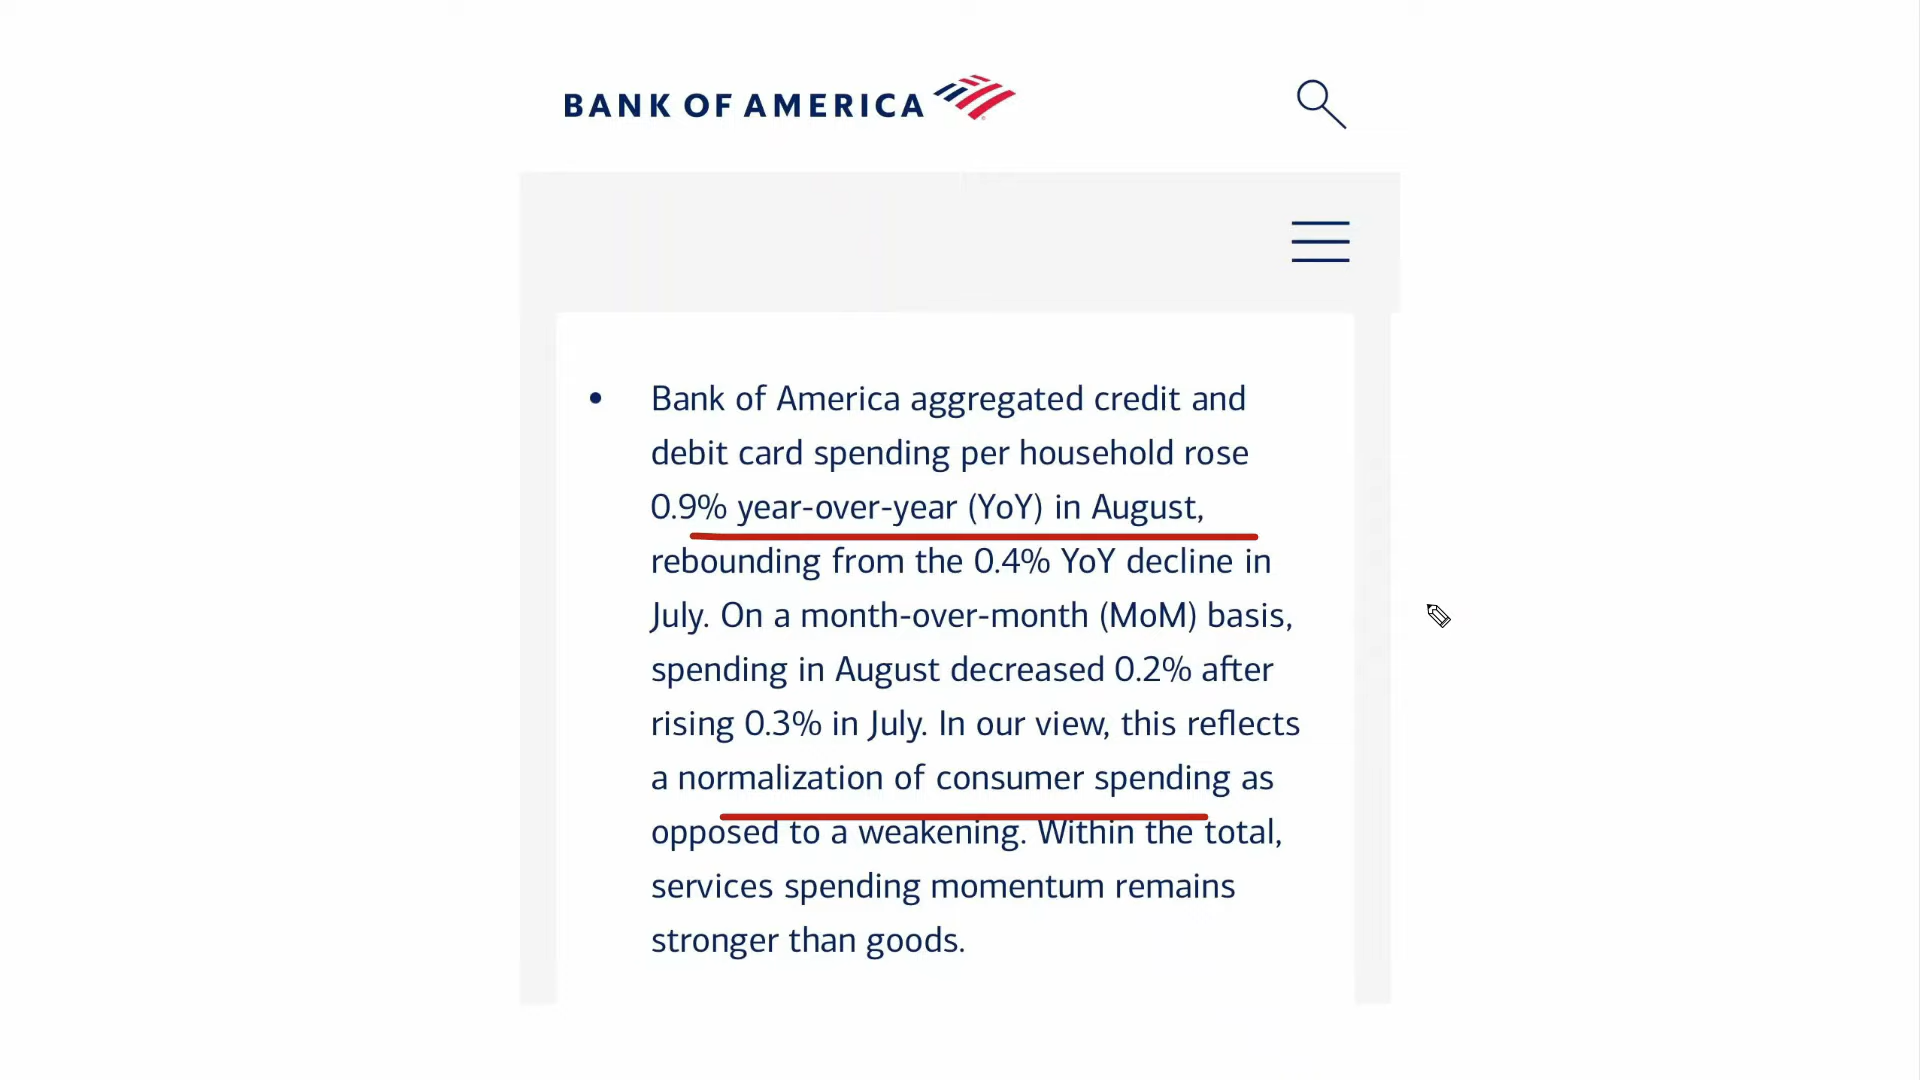 BANK OF AMERICA
• Bank of America aggregated credit and
debit card spending per household rose
0.9% year-over-year (YoY) in August,
rebounding from the 0.4% YoY decline in
July. On a month-over-month (MoM) basis,
spending in August decreased 0.2% after
rising 0.3% in July. In our view, this reflects
a normalization of consumer spending as
opposed to a weakening. Within the total,
services spending momentum remains
stronger than goods.